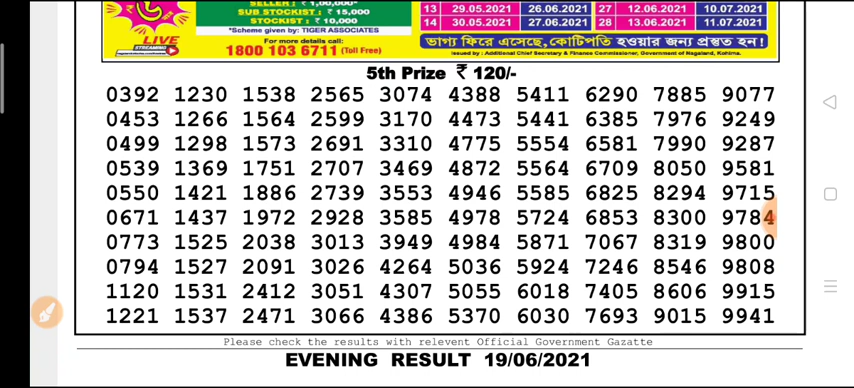 SELLER : ₹ 1,00,000*
SUB STOCKIST : ₹ 15,000
STOCKIST : ₹ 10,000
*Scheme given by: TIGER ASSOCIATES
For more details call:
1800 103 6711 (Toll Free)
LIVE
STREAMING
13 29.05.2021 26.06.2021 27 12.06.2021 10.07.2021
14 30.05.2021 27.06.2021 28 13.06.2021 11.07.2021
ভাগ্য ফিরে এসেছে, কোটিপতি হওয়ার জন্য প্রস্তুত হন!
Issued by : Additional Chief Secretary & Finance Commissioner, Government of Nagaland, Kohima.
5th Prize ₹ 120/-
0392 1230 1538 2565 3074 4388 5411 6290 7885 9077
0453 1266 1564 2599 3170 4473 5441 6385 7976 9249
0499 1298 1573 2691 3310 4775 5554 6581 7990 9287
0539 1369 1751 2707 3469 4872 5564 6709 8050 9581
0550 1421 1886 2739 3553 4946 5585 6825 8294 9715
0671 1437 1972 2928 3585 4978 5724 6853 8300 9784
0773 1525 2038 3013 3949 4984 5871 7067 8319 9800
0794 1527 2091 3026 4264 5036 5924 7246 8546 9808
1120 1531 2412 3051 4307 5055 6018 7405 8606 9915
1221 1537 2471 3066 4386 5370 6030 7693 9015 9941
Please check the results with relevent Official Government Gazatte
EVENING RESULT 19/06/2021